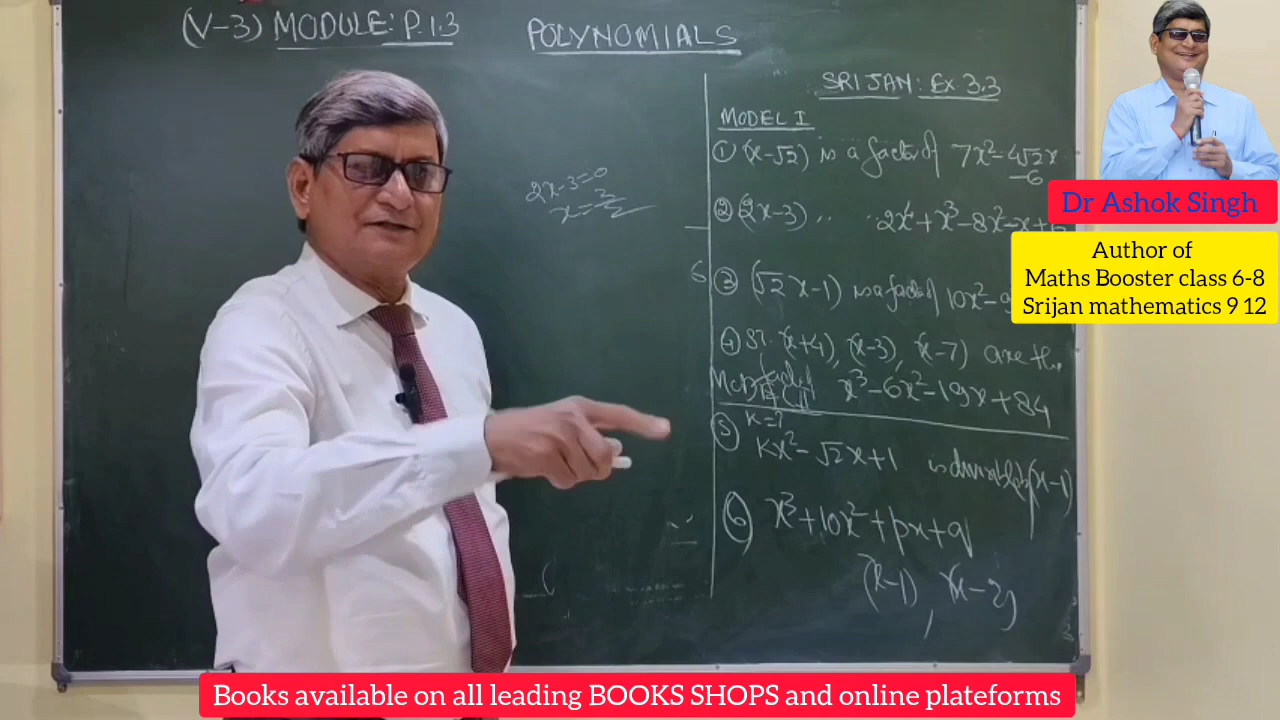 (V-3) MODULE: P.1.3
POLYNOMIALS
SRIJAN: Ex 3.3
MODEL I
① (x-√2) is a factor of 7x²-4√2x
-6
② (2x-3) .. .. 2x⁴+x³-8x²-x+
③ (√2x-1) is a factor of 10x²-9
④ (x+4), (x-3), (x-7) are the
factors of x³-6x²-19x+84
⑤ K=?
Kx²-√2x+1 is divisible by (x-1)
⑥ x³+10x²+px+q
(x-1), (x-2)
2x-3=0
x=3/2
6
Dr Ashok Singh
Author of
Maths Booster class 6-8
Srijan mathematics 9 12
Books available on all leading BOOKS SHOPS and online plateforms